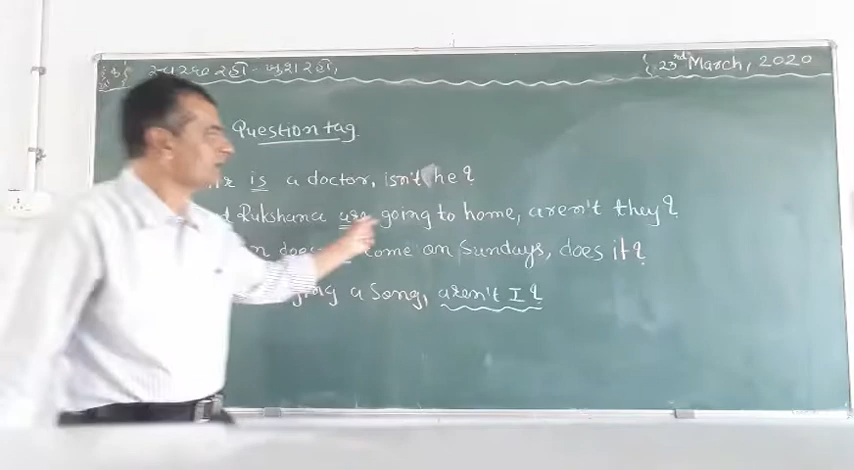 સ્વચ્છ રહો - ખુશ રહો,
23rd March, 2020
Question tag
is a doctor, isn't he?
Rukshana are going to home, aren't they?
come on Sundays, does it?
a Song, aren't I?